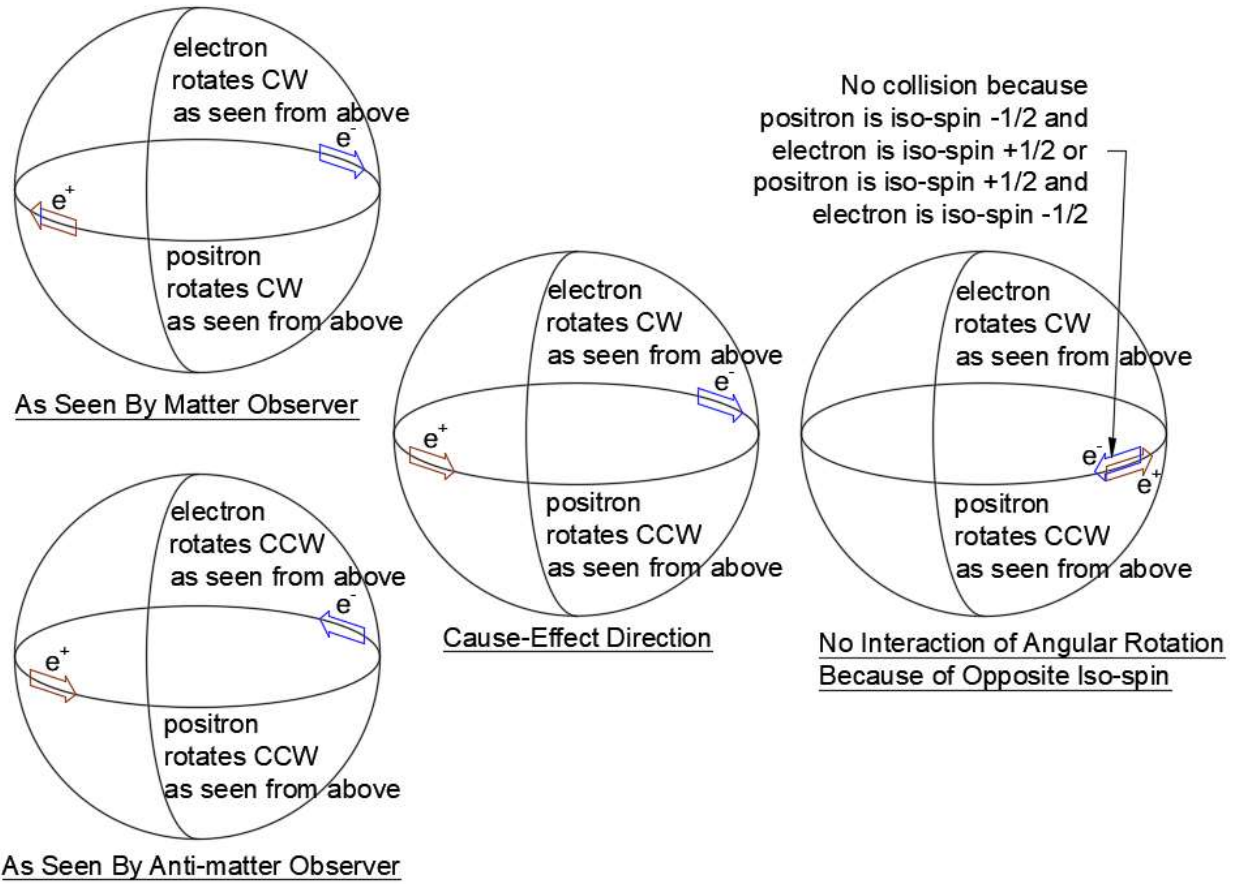 electron
rotates CW
as seen from above
e-
e+
positron
rotates CW
as seen from above
As Seen By Matter Observer
electron
rotates CCW
as seen from above
e-
e+
positron
rotates CCW
as seen from above
As Seen By Anti-matter Observer
electron
rotates CW
as seen from above
e-
e+
positron
rotates CCW
as seen from above
Cause-Effect Direction
No collision because
positron is iso-spin -1/2 and
electron is iso-spin +1/2 or
positron is iso-spin +1/2 and
electron is iso-spin -1/2
electron
rotates CW
as seen from above
e-
e+
positron
rotates CCW
as seen from above
No Interaction of Angular Rotation
Because of Opposite Iso-spin